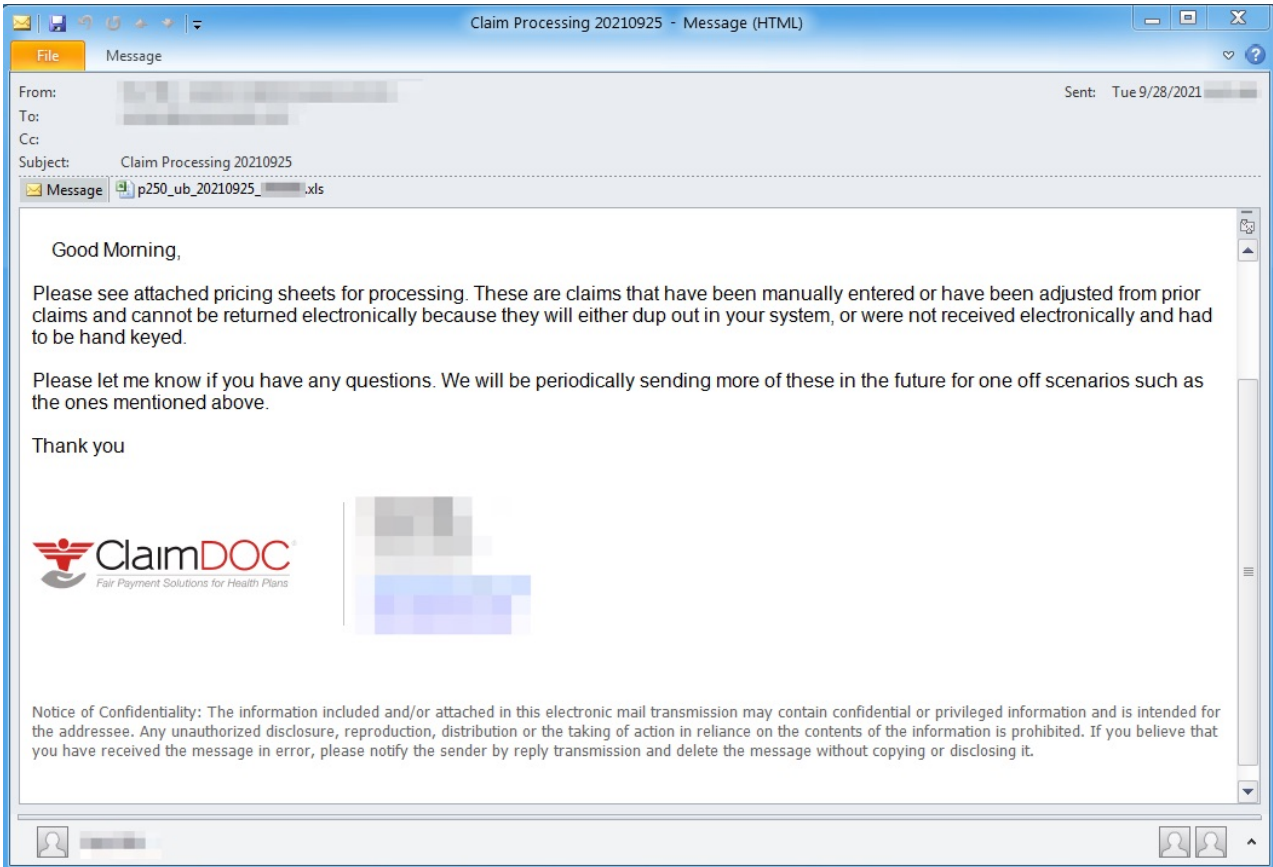 Claim Processing 20210925 - Message (HTML)
File Message
From:
Sent: Tue 9/28/2021
To:
Cc:
Subject: Claim Processing 20210925
Message p250_ub_20210925_ .xls
Good Morning,
Please see attached pricing sheets for processing. These are claims that have been manually entered or have been adjusted from prior
claims and cannot be returned electronically because they will either dup out in your system, or were not received electronically and had
to be hand keyed.
Please let me know if you have any questions. We will be periodically sending more of these in the future for one off scenarios such as
the ones mentioned above.
Thank you
ClaimDOC
Fair Payment Solutions for Health Plans
Notice of Confidentiality: The information included and/or attached in this electronic mail transmission may contain confidential or privileged information and is intended for
the addressee. Any unauthorized disclosure, reproduction, distribution or the taking of action in reliance on the contents of the information is prohibited. If you believe that
you have received the message in error, please notify the sender by reply transmission and delete the message without copying or disclosing it.